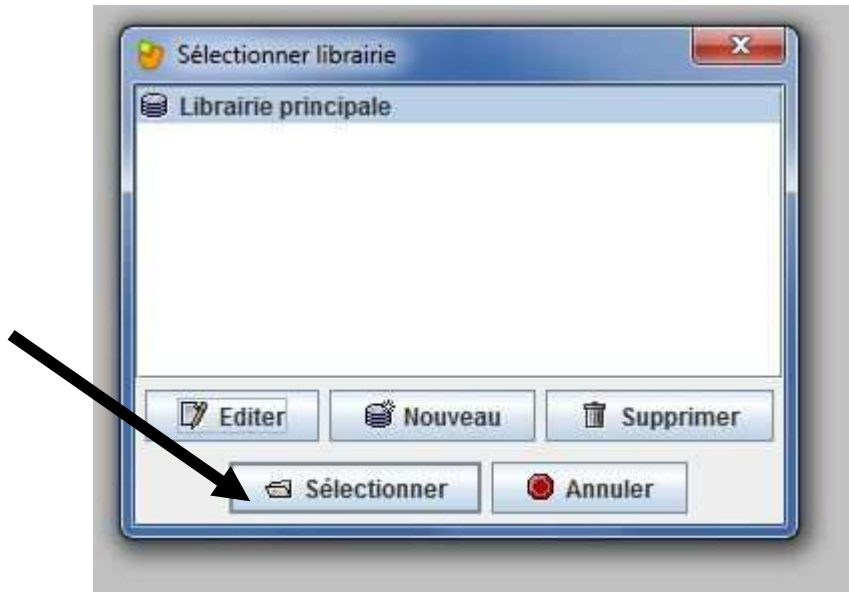 Sélectionner librairie
Librairie principale
Editer Nouveau Supprimer
Sélectionner Annuler